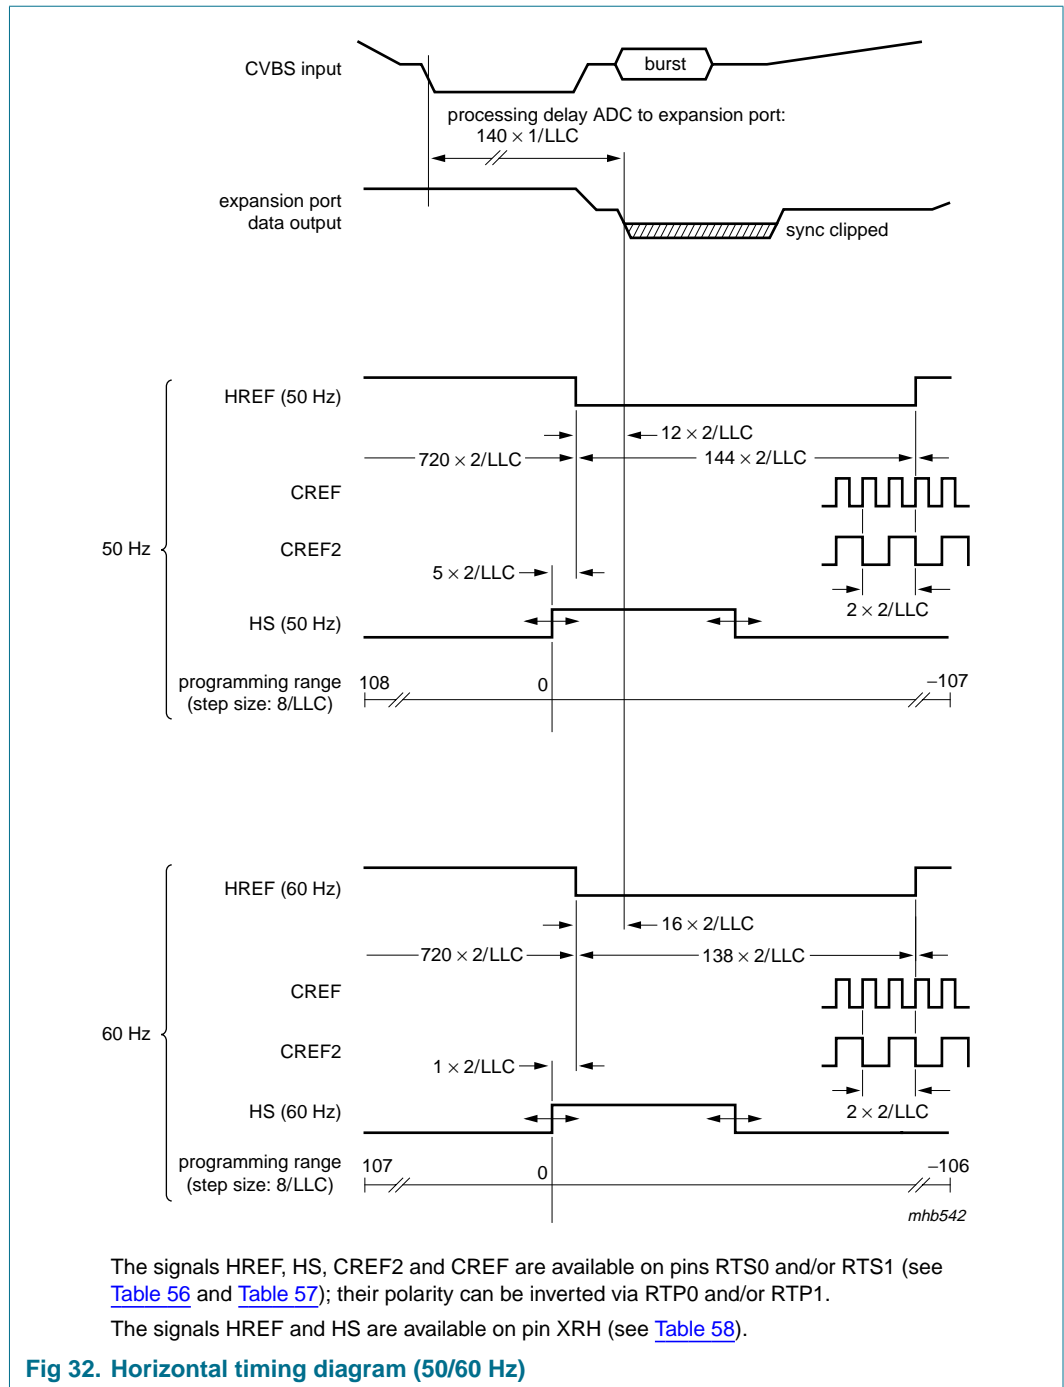 CVBS input
burst
processing delay ADC to expansion port:
140 × 1/LLC
expansion port
data output
sync clipped
HREF (50 Hz)
12 × 2/LLC
720 × 2/LLC
144 × 2/LLC
CREF
50 Hz
CREF2
5 × 2/LLC
2 × 2/LLC
HS (50 Hz)
programming range
(step size: 8/LLC)
108
0
−107
HREF (60 Hz)
16 × 2/LLC
720 × 2/LLC
138 × 2/LLC
CREF
60 Hz
CREF2
1 × 2/LLC
2 × 2/LLC
HS (60 Hz)
programming range
(step size: 8/LLC)
107
0
−106
mhb542
The signals HREF, HS, CREF2 and CREF are available on pins RTS0 and/or RTS1 (see
Table 56 and Table 57); their polarity can be inverted via RTP0 and/or RTP1.
The signals HREF and HS are available on pin XRH (see Table 58).
Fig 32. Horizontal timing diagram (50/60 Hz)